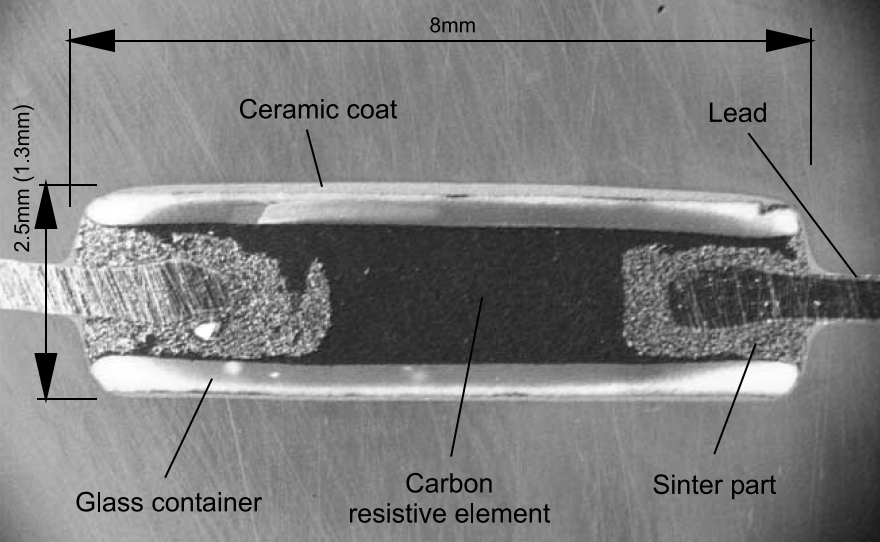 8mm
Ceramic coat
Lead
2.5mm (1.3mm)
Glass container
Carbon
resistive element
Sinter part